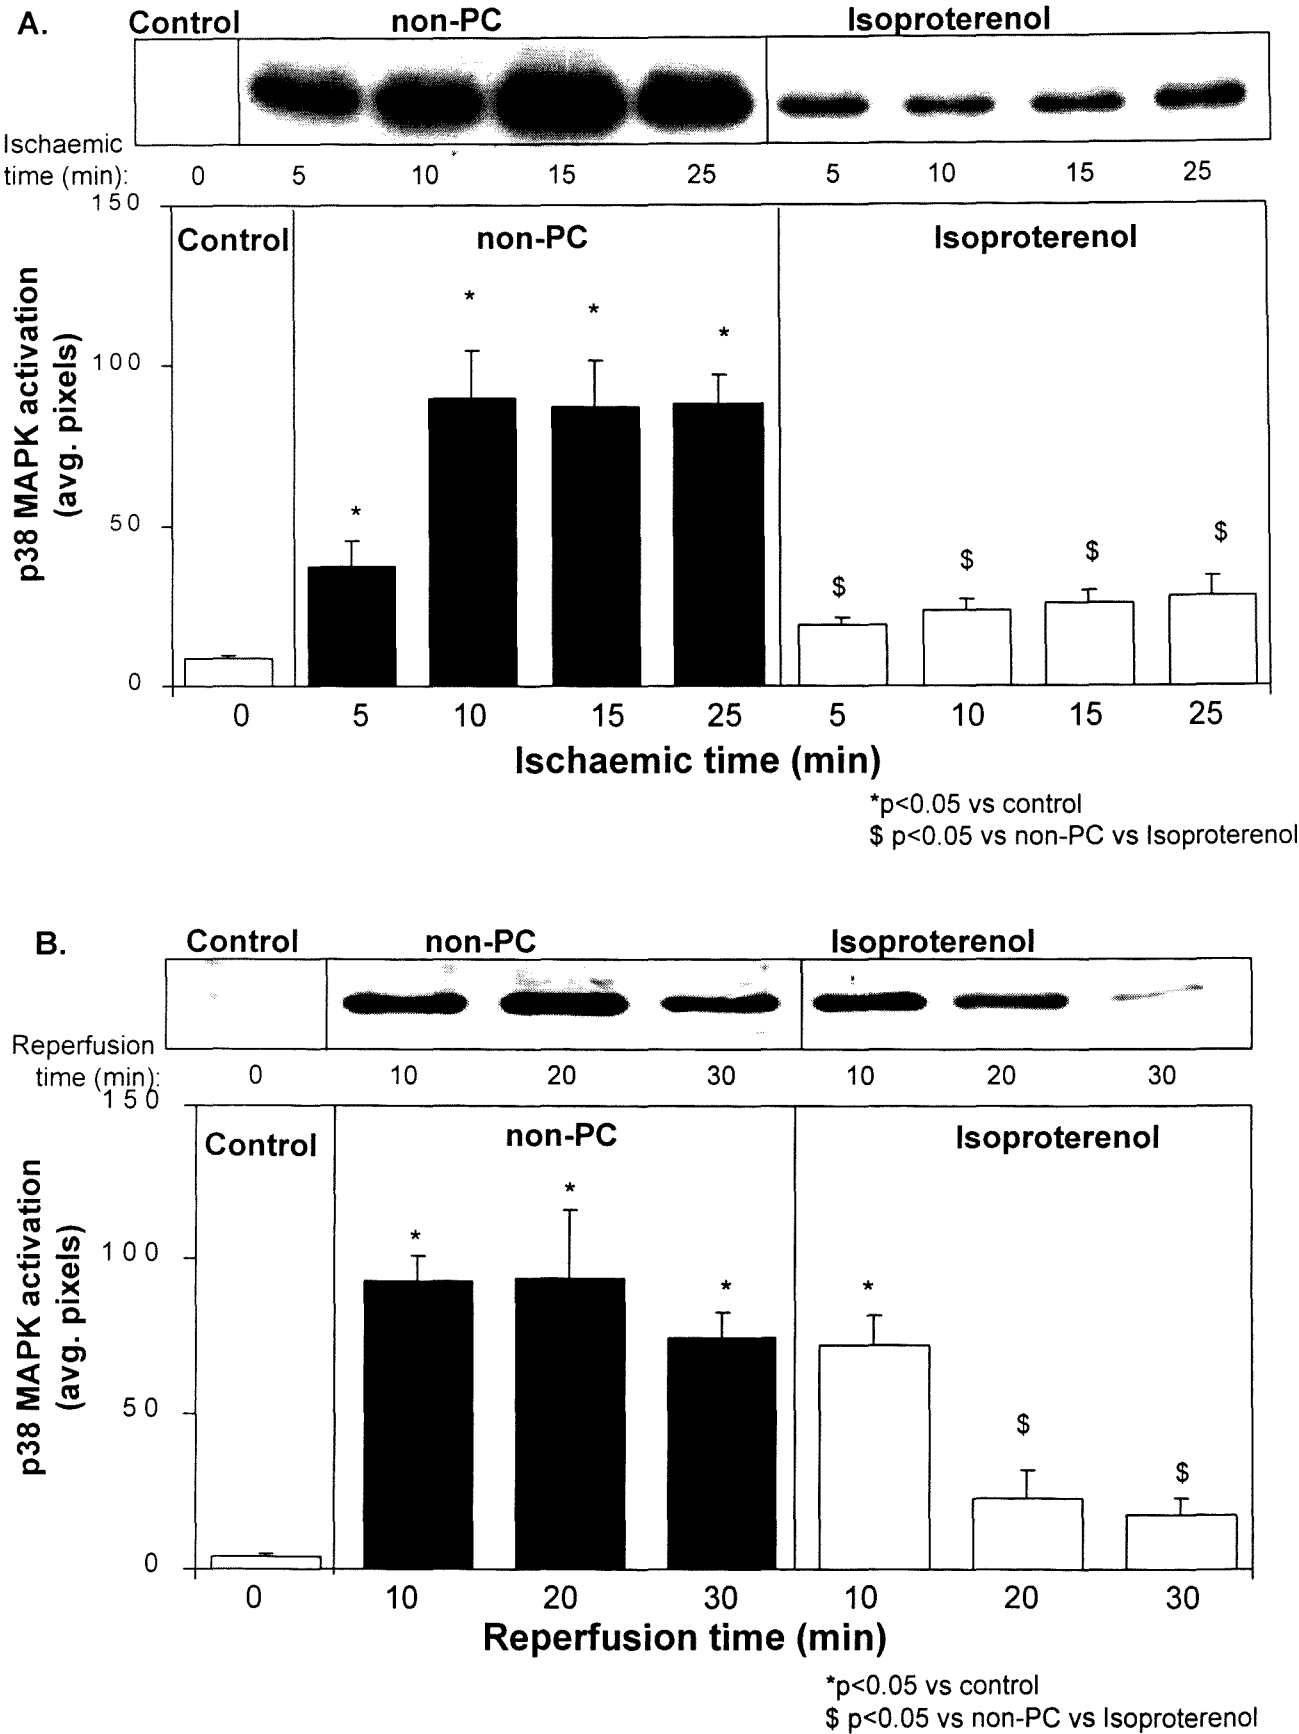 A.
Control non-PC Isoproterenol
Ischaemic
time (min): 0 5 10 15 25 5 10 15 25
150
Control non-PC Isoproterenol
* * *
100
p38 MAPK activation
(avg. pixels)
*
50
$ $ $ $
0
0 5 10 15 25 5 10 15 25
Ischaemic time (min)
*p<0.05 vs control
$ p<0.05 vs non-PC vs Isoproterenol
B.
Control non-PC Isoproterenol
Reperfusion
time (min): 0 10 20 30 10 20 30
150
Control non-PC Isoproterenol
* * * *
100
p38 MAPK activation
(avg. pixels)
50
$ $
0
0 10 20 30 10 20 30
Reperfusion time (min)
*p<0.05 vs control
$ p<0.05 vs non-PC vs Isoproterenol